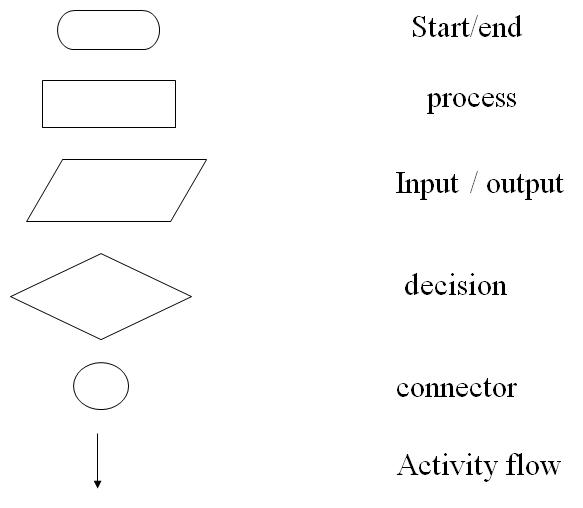 Start/end
process
Input / output
decision
connector
Activity flow